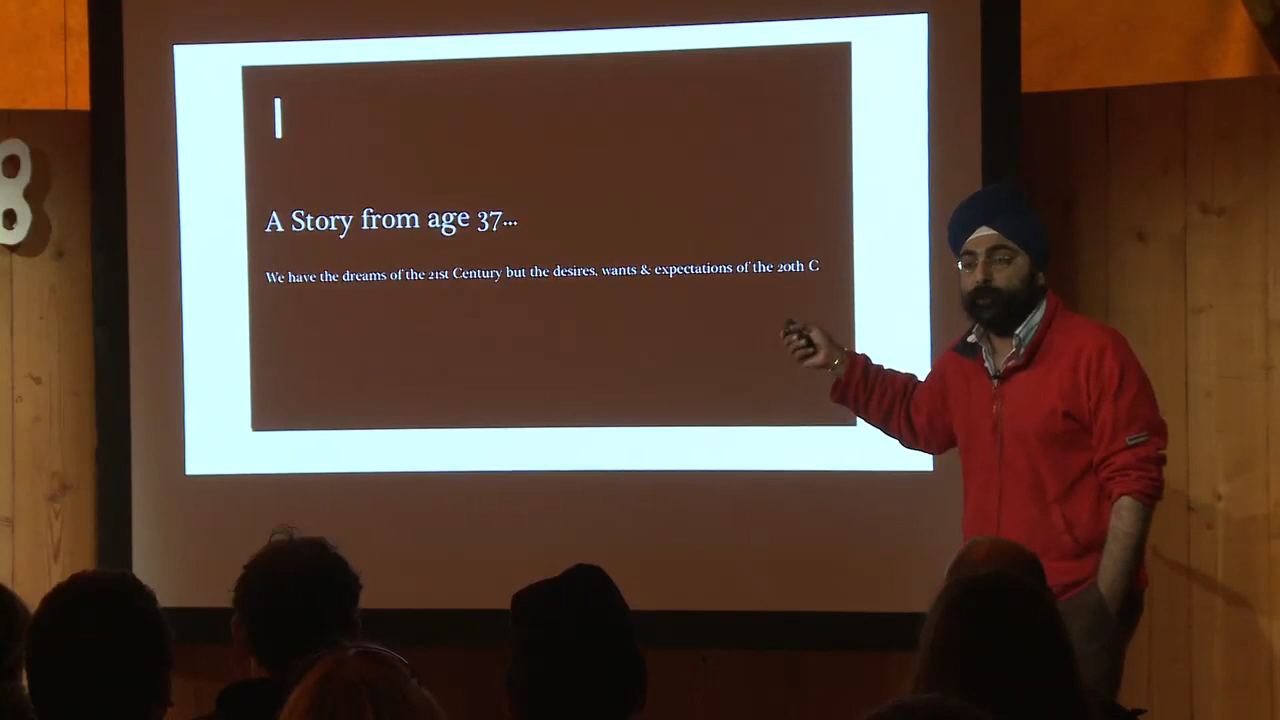 8
A Story from age 37...
We have the dreams of the 21st Century but the desires, wants & expectations of the 20th C